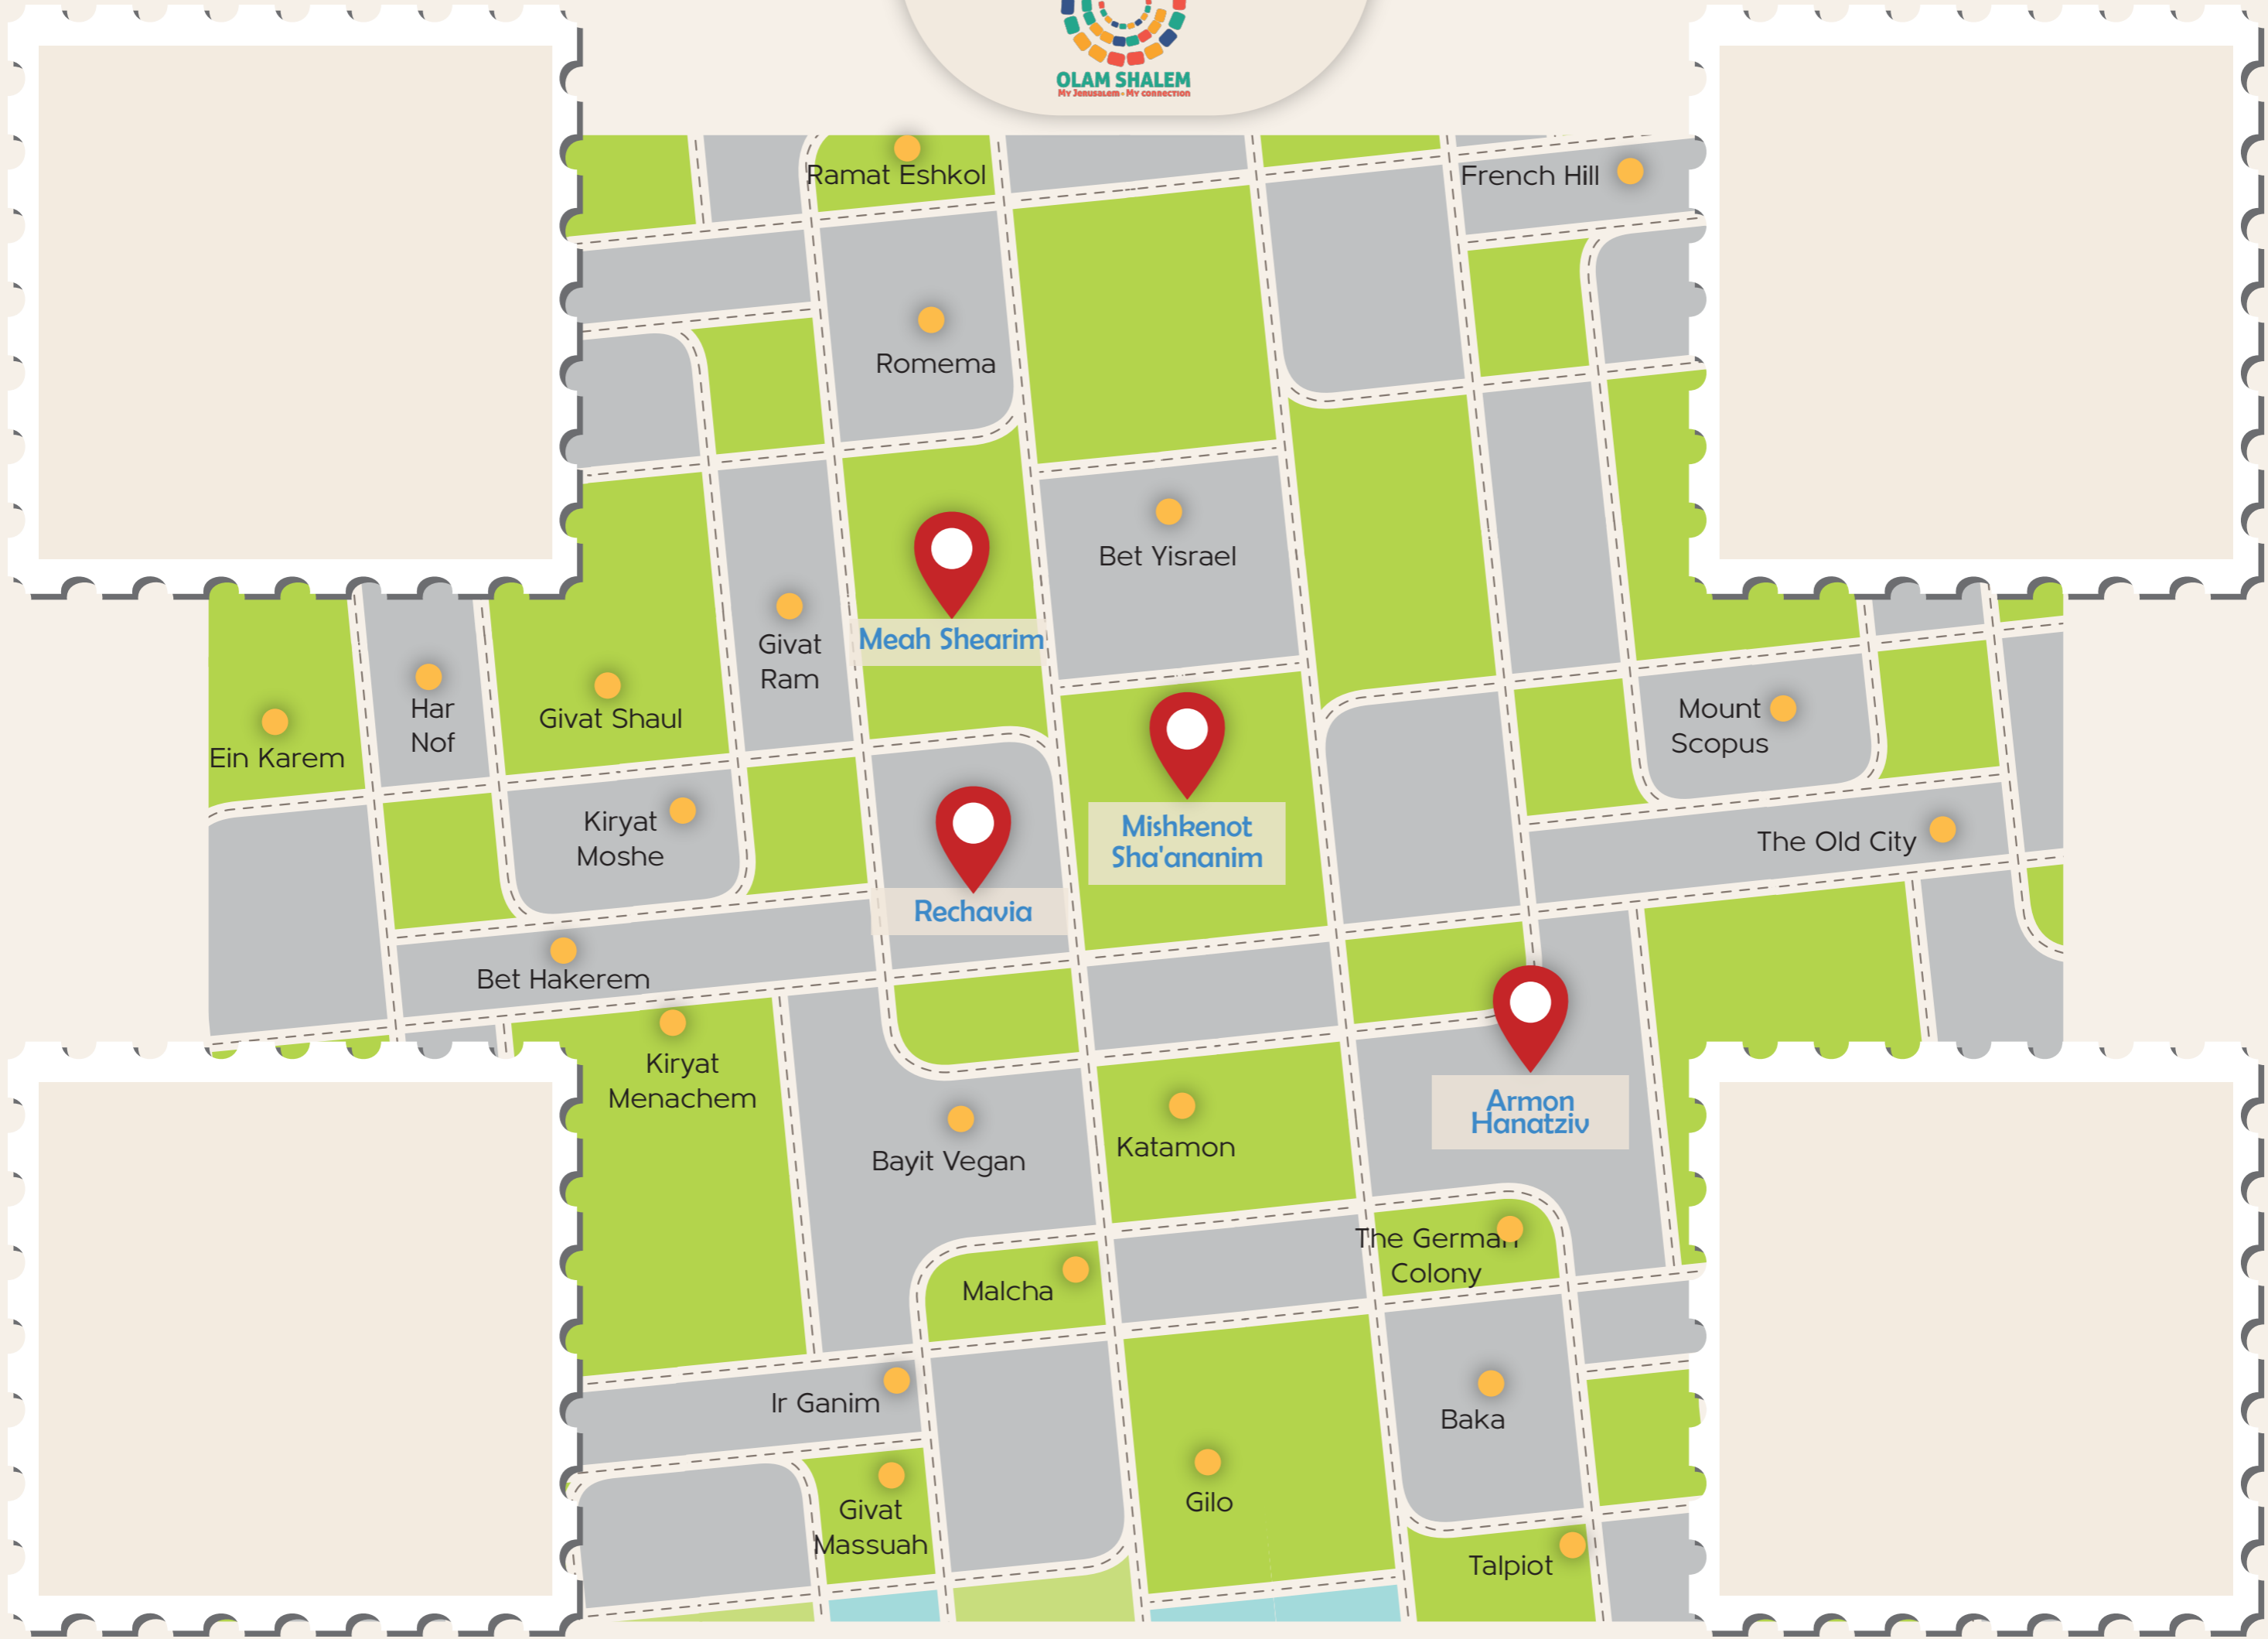 OLAM SHALEM
My Jerusalem · My connection
Ramat Eshkol
French Hill
Romema
Bet Yisrael
Meah Shearim
Givat
Ram
Har
Nof
Givat Shaul
Ein Karem
Mount
Scopus
Kiryat
Moshe
Mishkenot
Sha'ananim
The Old City
Rechavia
Bet Hakerem
Kiryat
Menachem
Armon
Hanatziv
Bayit Vegan
Katamon
The German
Colony
Malcha
Ir Ganim
Baka
Givat
Massuah
Gilo
Talpiot